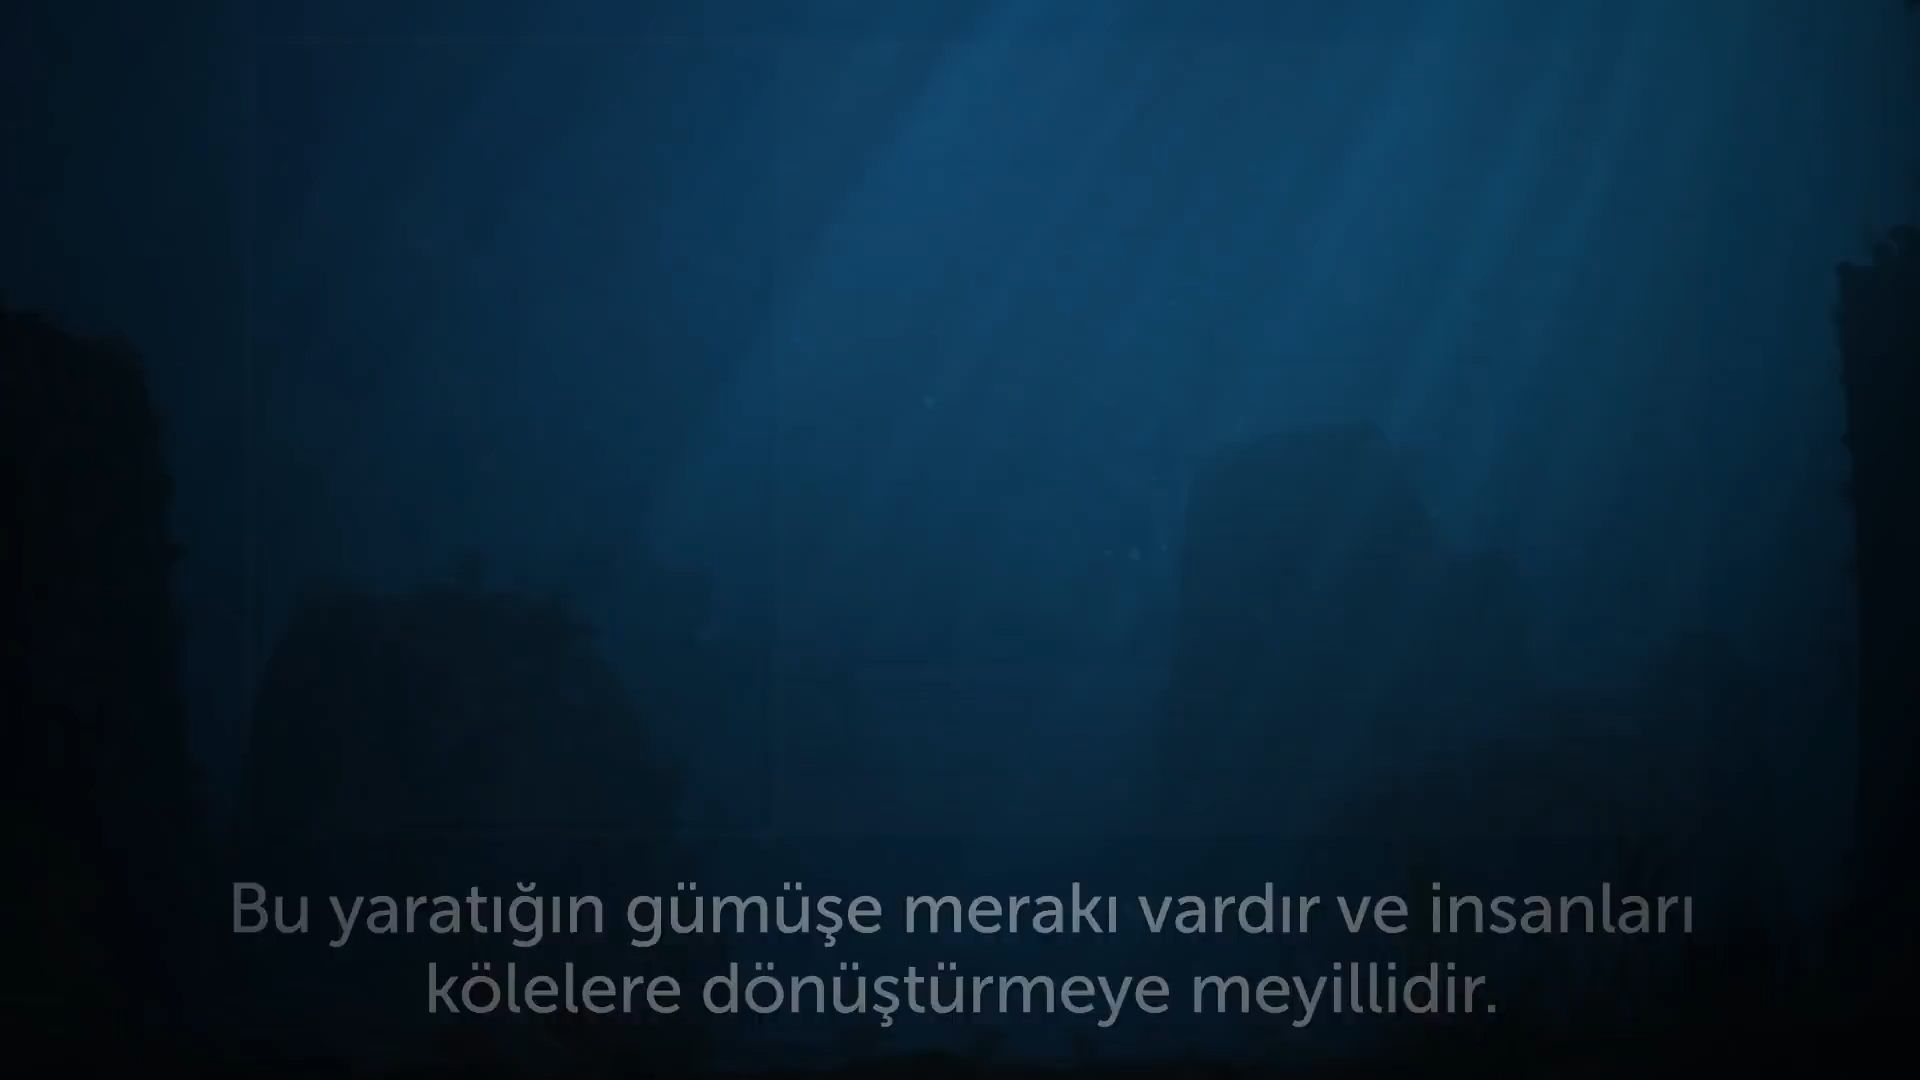 Bu yaratığın gümüşe merakı vardır ve insanları
kölelere dönüştürmeye meyillidir.